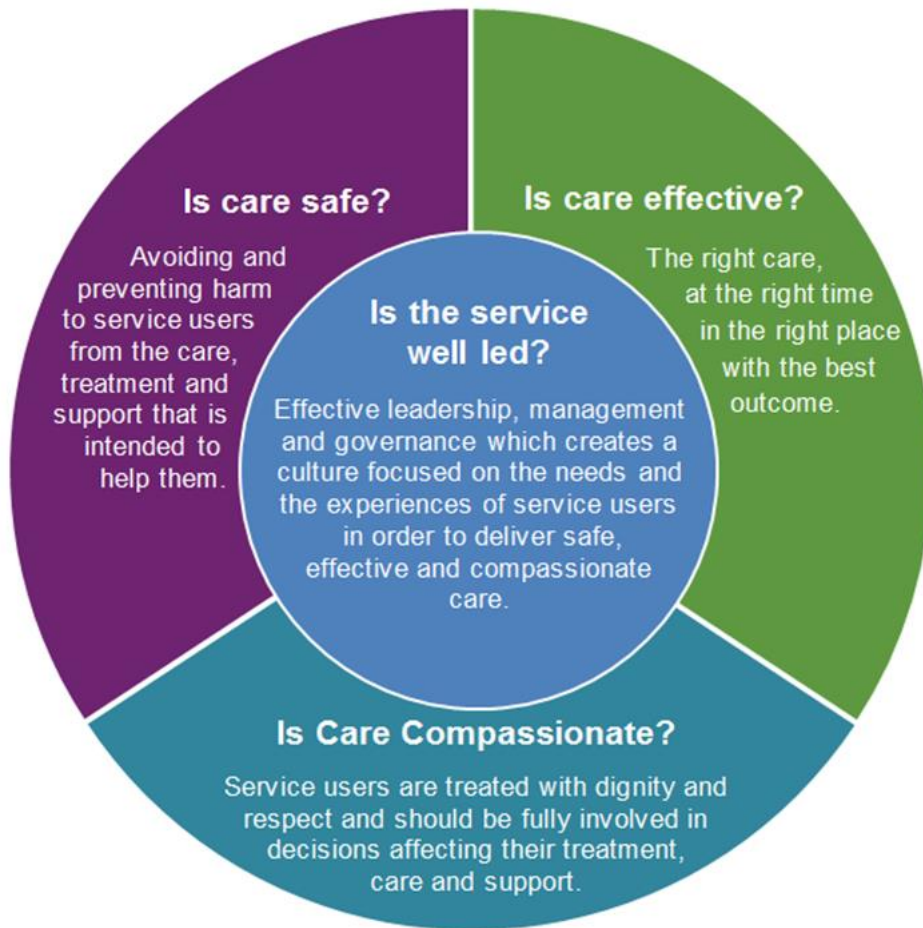 Is care safe?
Avoiding and
preventing harm
to service users
from the care,
treatment and
support that is
intended to
help them.
Is care effective?
The right care,
at the right time
in the right place
with the best
outcome.
Is the service
well led?
Effective leadership, management
and governance which creates a
culture focused on the needs and
the experiences of service users
in order to deliver safe,
effective and compassionate
care.
Is Care Compassionate?
Service users are treated with dignity and
respect and should be fully involved in
decisions affecting their treatment,
care and support.